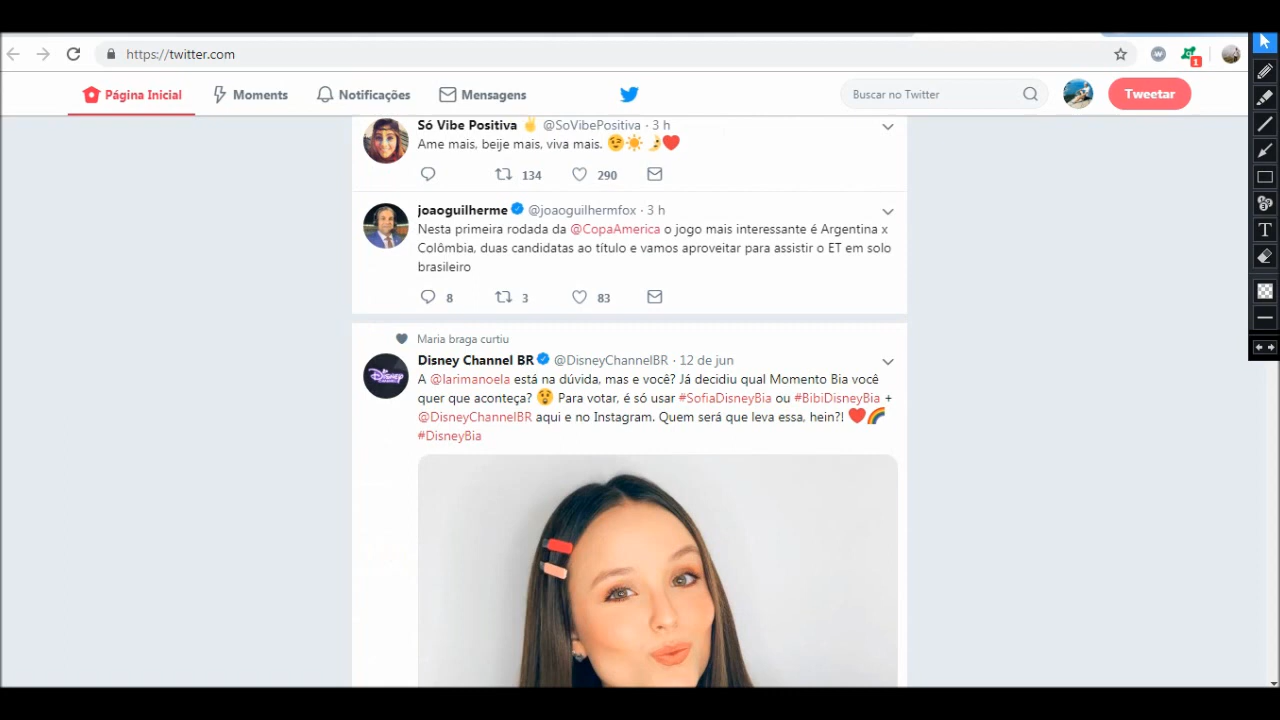 https://twitter.com
1
Página Inicial
Moments
Notificações
Mensagens
Buscar no Twitter
Tweetar
Só Vibe Positiva ✌ @SoVibePositiva · 3 h
Ame mais, beije mais, viva mais. 😉☀🌛❤
134 290
joaoguilherme @joaoguilhermfox · 3 h
Nesta primeira rodada da @CopaAmerica o jogo mais interessante é Argentina x
Colômbia, duas candidatas ao título e vamos aproveitar para assistir o ET em solo
brasileiro
8 3 83
Maria braga curtiu
Disney Channel BR @DisneyChannelBR · 12 de jun
A @larimanoela está na dúvida, mas e você? Já decidiu qual Momento Bia você
quer que aconteça? 😲 Para votar, é só usar #SofiaDisneyBia ou #BibiDisneyBia +
@DisneyChannelBR aqui e no Instagram. Quem será que leva essa, hein?! ❤🌈
#DisneyBia
DISNEY
T